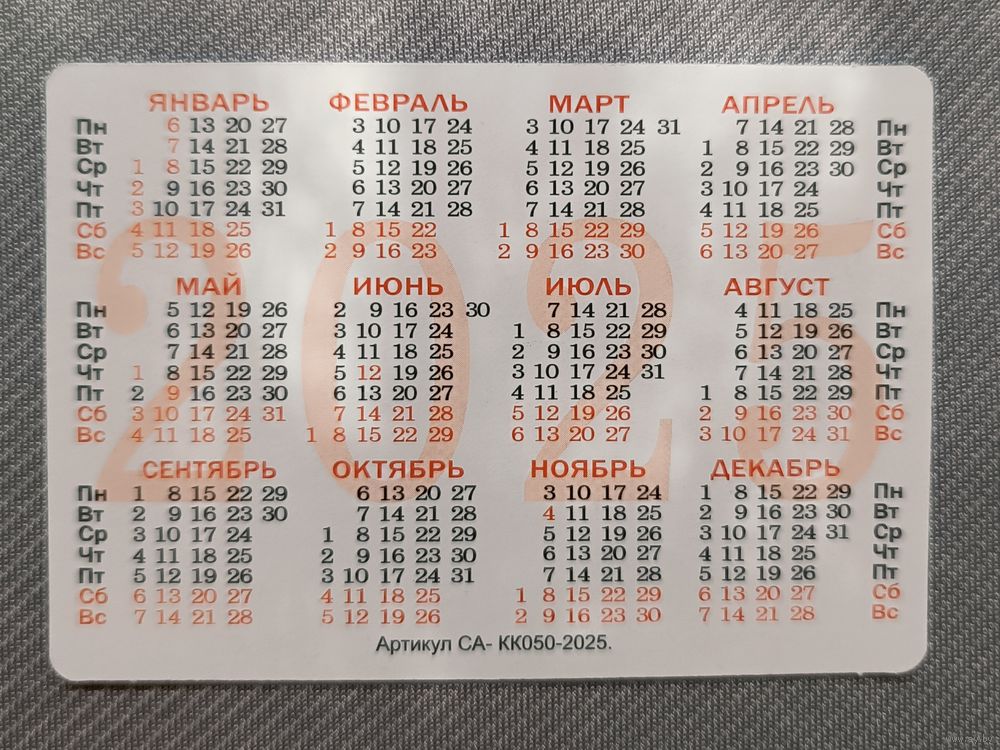 ЯНВАРЬ ФЕВРАЛЬ МАРТ АПРЕЛЬ
Пн 6 13 20 27 3 10 17 24 3 10 17 24 31 7 14 21 28 Пн
Вт 7 14 21 28 4 11 18 25 4 11 18 25 1 8 15 22 29 Вт
Ср 1 8 15 22 29 5 12 19 26 5 12 19 26 2 9 16 23 30 Ср
Чт 2 9 16 23 30 6 13 20 27 6 13 20 27 3 10 17 24 Чт
Пт 3 10 17 24 31 7 14 21 28 7 14 21 28 4 11 18 25 Пт
Сб 4 11 18 25 1 8 15 22 1 8 15 22 29 5 12 19 26 Сб
Вс 5 12 19 26 2 9 16 23 2 9 16 23 30 6 13 20 27 Вс
2025
МАЙ ИЮНЬ ИЮЛЬ АВГУСТ
Пн 5 12 19 26 2 9 16 23 30 7 14 21 28 4 11 18 25 Пн
Вт 6 13 20 27 3 10 17 24 1 8 15 22 29 5 12 19 26 Вт
Ср 7 14 21 28 4 11 18 25 2 9 16 23 30 6 13 20 27 Ср
Чт 1 8 15 22 29 5 12 19 26 3 10 17 24 31 7 14 21 28 Чт
Пт 2 9 16 23 30 6 13 20 27 4 11 18 25 1 8 15 22 29 Пт
Сб 3 10 17 24 31 7 14 21 28 5 12 19 26 2 9 16 23 30 Сб
Вс 4 11 18 25 1 8 15 22 29 6 13 20 27 3 10 17 24 31 Вс
СЕНТЯБРЬ ОКТЯБРЬ НОЯБРЬ ДЕКАБРЬ
Пн 1 8 15 22 29 6 13 20 27 3 10 17 24 1 8 15 22 29 Пн
Вт 2 9 16 23 30 7 14 21 28 4 11 18 25 2 9 16 23 30 Вт
Ср 3 10 17 24 1 8 15 22 29 5 12 19 26 3 10 17 24 31 Ср
Чт 4 11 18 25 2 9 16 23 30 6 13 20 27 4 11 18 25 Чт
Пт 5 12 19 26 3 10 17 24 31 7 14 21 28 5 12 19 26 Пт
Сб 6 13 20 27 4 11 18 25 1 8 15 22 29 6 13 20 27 Сб
Вс 7 14 21 28 5 12 19 26 2 9 16 23 30 7 14 21 28 Вс
Артикул СА- КК050-2025.